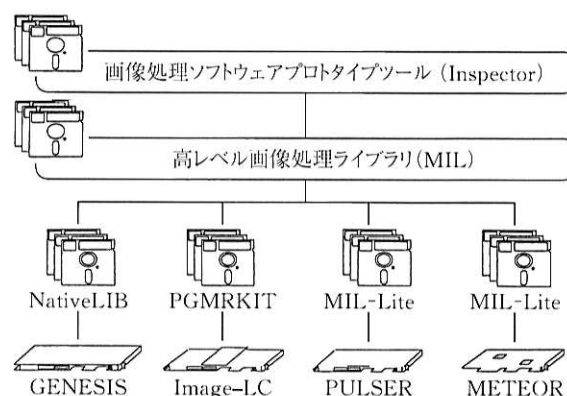 画像処理ソフトウェアプロトタイプツール (Inspector)
高レベル画像処理ライブラリ(MIL)
NativeLIB PGMRKIT MIL-Lite MIL-Lite
GENESIS Image-LC PULSER METEOR